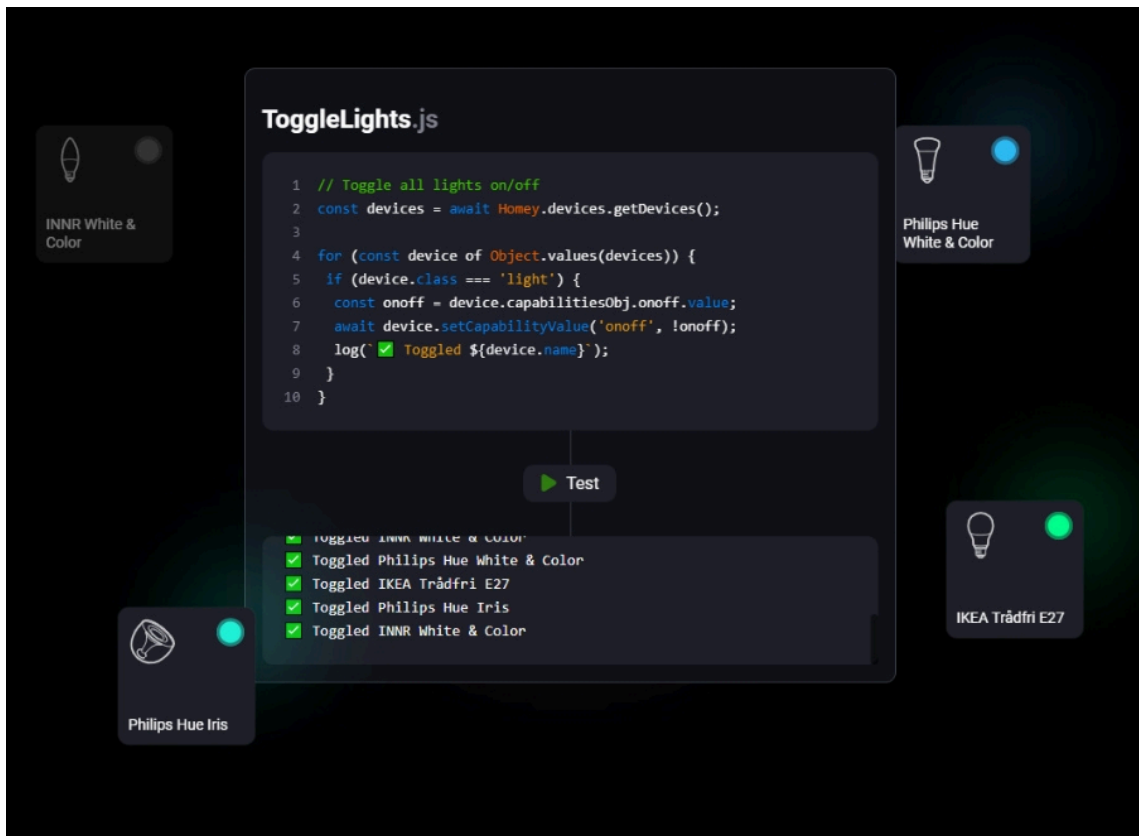 ToggleLights.js
INNR White &
Color
Philips Hue
White & Color
1 // Toggle all lights on/off
2 const devices = await Homey.devices.getDevices();
3
4 for (const device of Object.values(devices)) {
5 if (device.class === 'light') {
6 const onoff = device.capabilitiesObj.onoff.value;
7 await device.setCapabilityValue('onoff', !onoff);
8 log(`✅ Toggled ${device.name}`);
9 }
10 }
Test
✅ Toggled INNR White & Color
✅ Toggled Philips Hue White & Color
✅ Toggled IKEA Trådfri E27
✅ Toggled Philips Hue Iris
✅ Toggled INNR White & Color
IKEA Trådfri E27
Philips Hue Iris